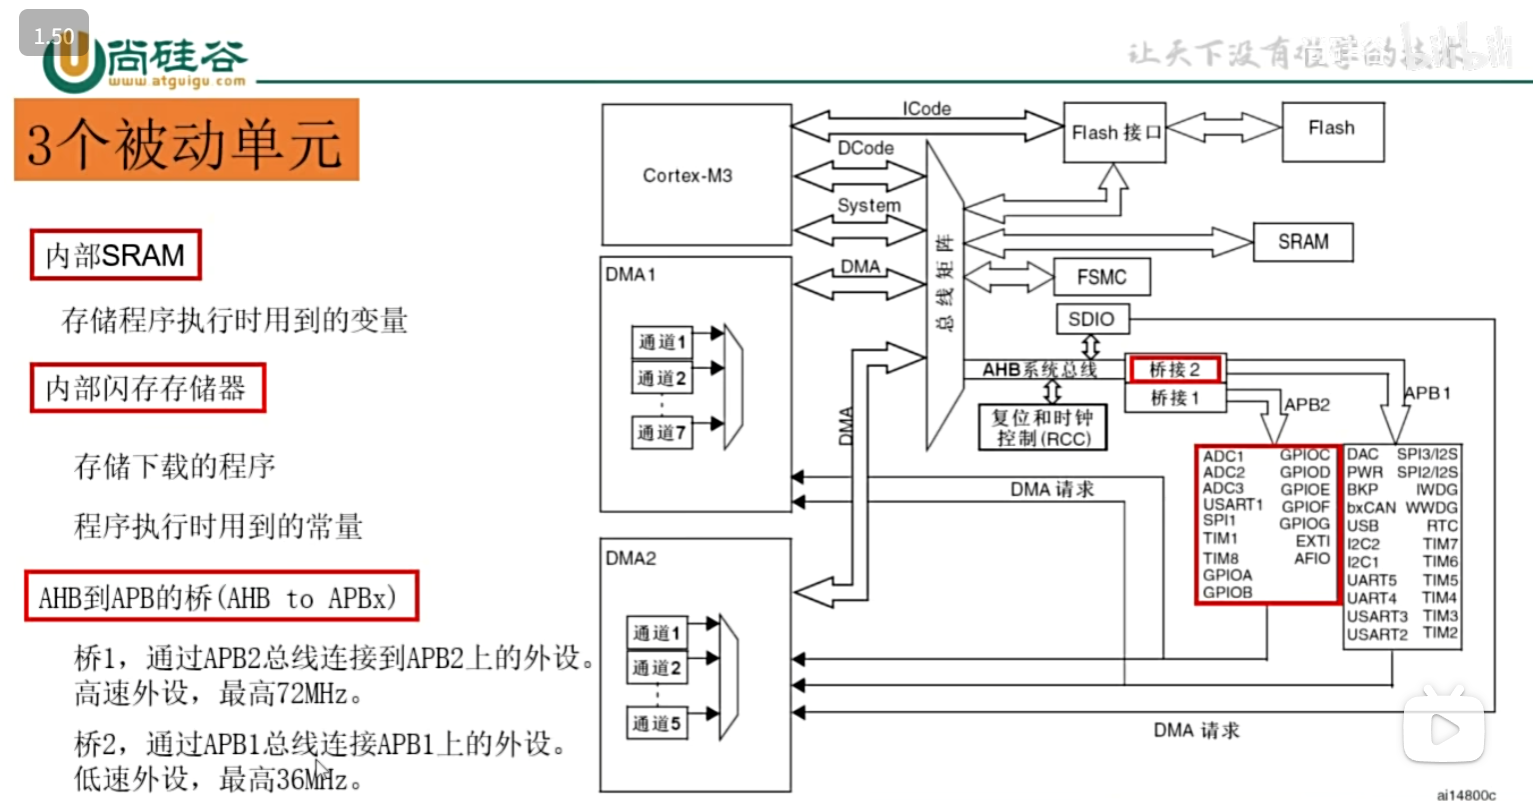 1.50
尚硅谷
www.atguigu.com
让天下没有难学的技术
bilibili
3个被动单元
内部SRAM
存储程序执行时用到的变量
内部闪存存储器
存储下载的程序
程序执行时用到的常量
AHB到APB的桥(AHB to APBx)
桥1，通过APB2总线连接到APB2上的外设。
高速外设，最高72MHz。
桥2，通过APB1总线连接APB1上的外设。
低速外设，最高36MHz。
Cortex-M3
ICode
DCode
System
DMA
总线矩阵
Flash 接口
Flash
SRAM
FSMC
SDIO
AHB系统总线
桥接2
桥接1
复位和时钟
控制(RCC)
APB2
APB1
DMA1
通道1
通道2
通道7
DMA
DMA 请求
DMA2
通道1
通道2
通道5
DMA 请求
ADC1 GPIOC
ADC2 GPIOD
ADC3 GPIOE
USART1 GPIOF
SPI1 GPIOG
TIM1 EXTI
TIM8 AFIO
GPIOA
GPIOB
DAC SPI3/I2S
PWR SPI2/I2S
BKP IWDG
bxCAN WWDG
USB RTC
I2C2 TIM7
I2C1 TIM6
UART5 TIM5
UART4 TIM4
USART3 TIM3
USART2 TIM2
ai14800c